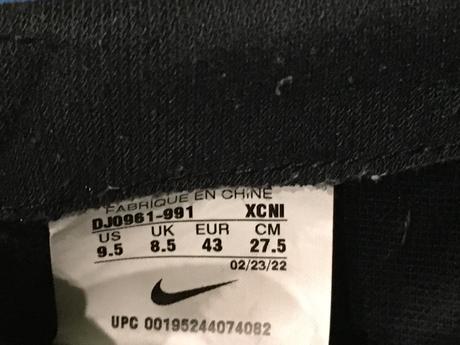 FABRIQUE EN CHINE
DJ0961-991 XCNI
US UK EUR CM
9.5 8.5 43 27.5
02/23/22
UPC 00195244074082